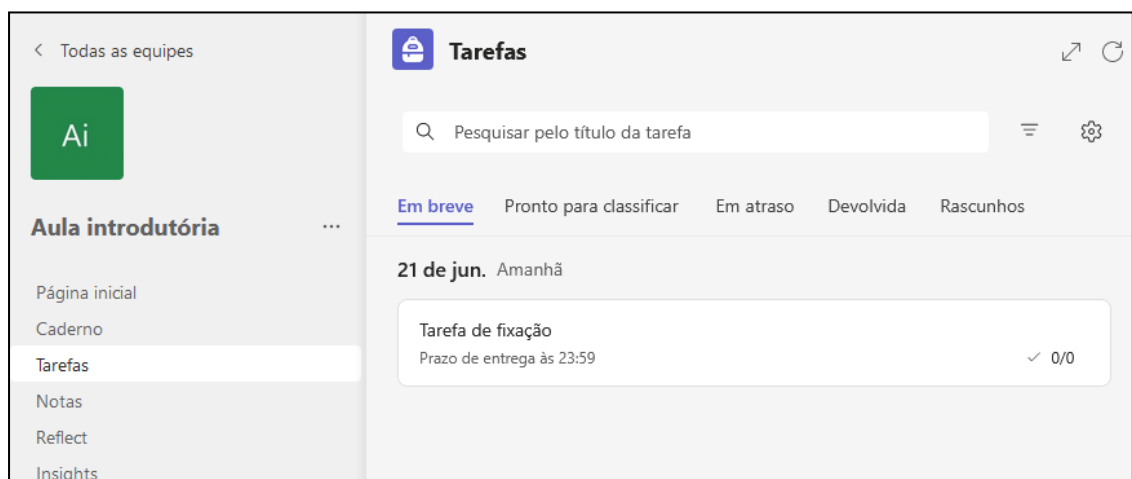 Todas as equipes
Ai
Aula introdutória
...
Página inicial
Caderno
Tarefas
Notas
Reflect
Insights
Tarefas
Pesquisar pelo título da tarefa
Em breve Pronto para classificar Em atraso Devolvida Rascunhos
21 de jun. Amanhã
Tarefa de fixação
Prazo de entrega às 23:59 0/0